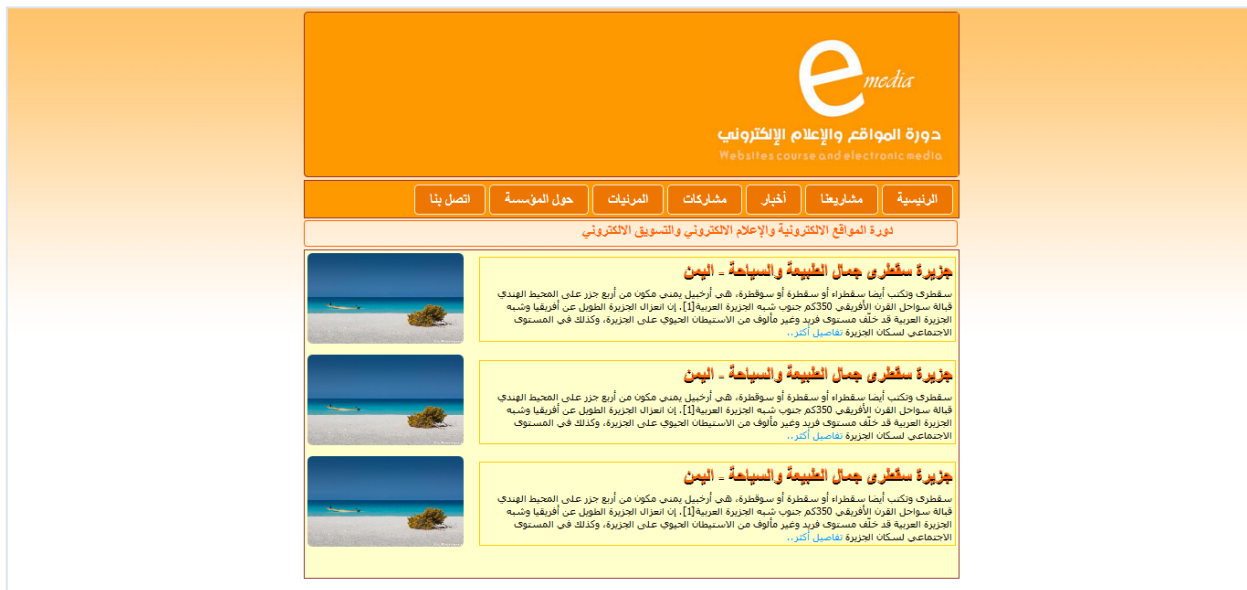 e media
دورة المواقع والإعلام الإلكتروني
Websites course and electronic media
الرئيسية
مشاريعنا
أخبار
مشاركات
المرئيات
حول المؤسسة
اتصل بنا
دورة المواقع الالكترونية والإعلام الالكتروني والتسويق الالكتروني
جزيرة سقطرى جمال الطبيعة والسياحة - اليمن
سقطرى وتكتب أيضا سقطراء أو سقطرة أو سوقطرة، هي أرخبيل يمني مكون من أربع جزر على المحيط الهندي
قبالة سواحل القرن الأفريقي 350كم جنوب شبه الجزيرة العربية[1]. إن انعزال الجزيرة الطويل عن أفريقيا وشبه
الجزيرة العربية قد خلّف مستوى فريد وغير مألوف من الاستيطان الحيوي على الجزيرة، وكذلك في المستوى
الاجتماعي لسكان الجزيرة تفاصيل أكثر..
جزيرة سقطرى جمال الطبيعة والسياحة - اليمن
سقطرى وتكتب أيضا سقطراء أو سقطرة أو سوقطرة، هي أرخبيل يمني مكون من أربع جزر على المحيط الهندي
قبالة سواحل القرن الأفريقي 350كم جنوب شبه الجزيرة العربية[1]. إن انعزال الجزيرة الطويل عن أفريقيا وشبه
الجزيرة العربية قد خلّف مستوى فريد وغير مألوف من الاستيطان الحيوي على الجزيرة، وكذلك في المستوى
الاجتماعي لسكان الجزيرة تفاصيل أكثر..
جزيرة سقطرى جمال الطبيعة والسياحة - اليمن
سقطرى وتكتب أيضا سقطراء أو سقطرة أو سوقطرة، هي أرخبيل يمني مكون من أربع جزر على المحيط الهندي
قبالة سواحل القرن الأفريقي 350كم جنوب شبه الجزيرة العربية[1]. إن انعزال الجزيرة الطويل عن أفريقيا وشبه
الجزيرة العربية قد خلّف مستوى فريد وغير مألوف من الاستيطان الحيوي على الجزيرة، وكذلك في المستوى
الاجتماعي لسكان الجزيرة تفاصيل أكثر..